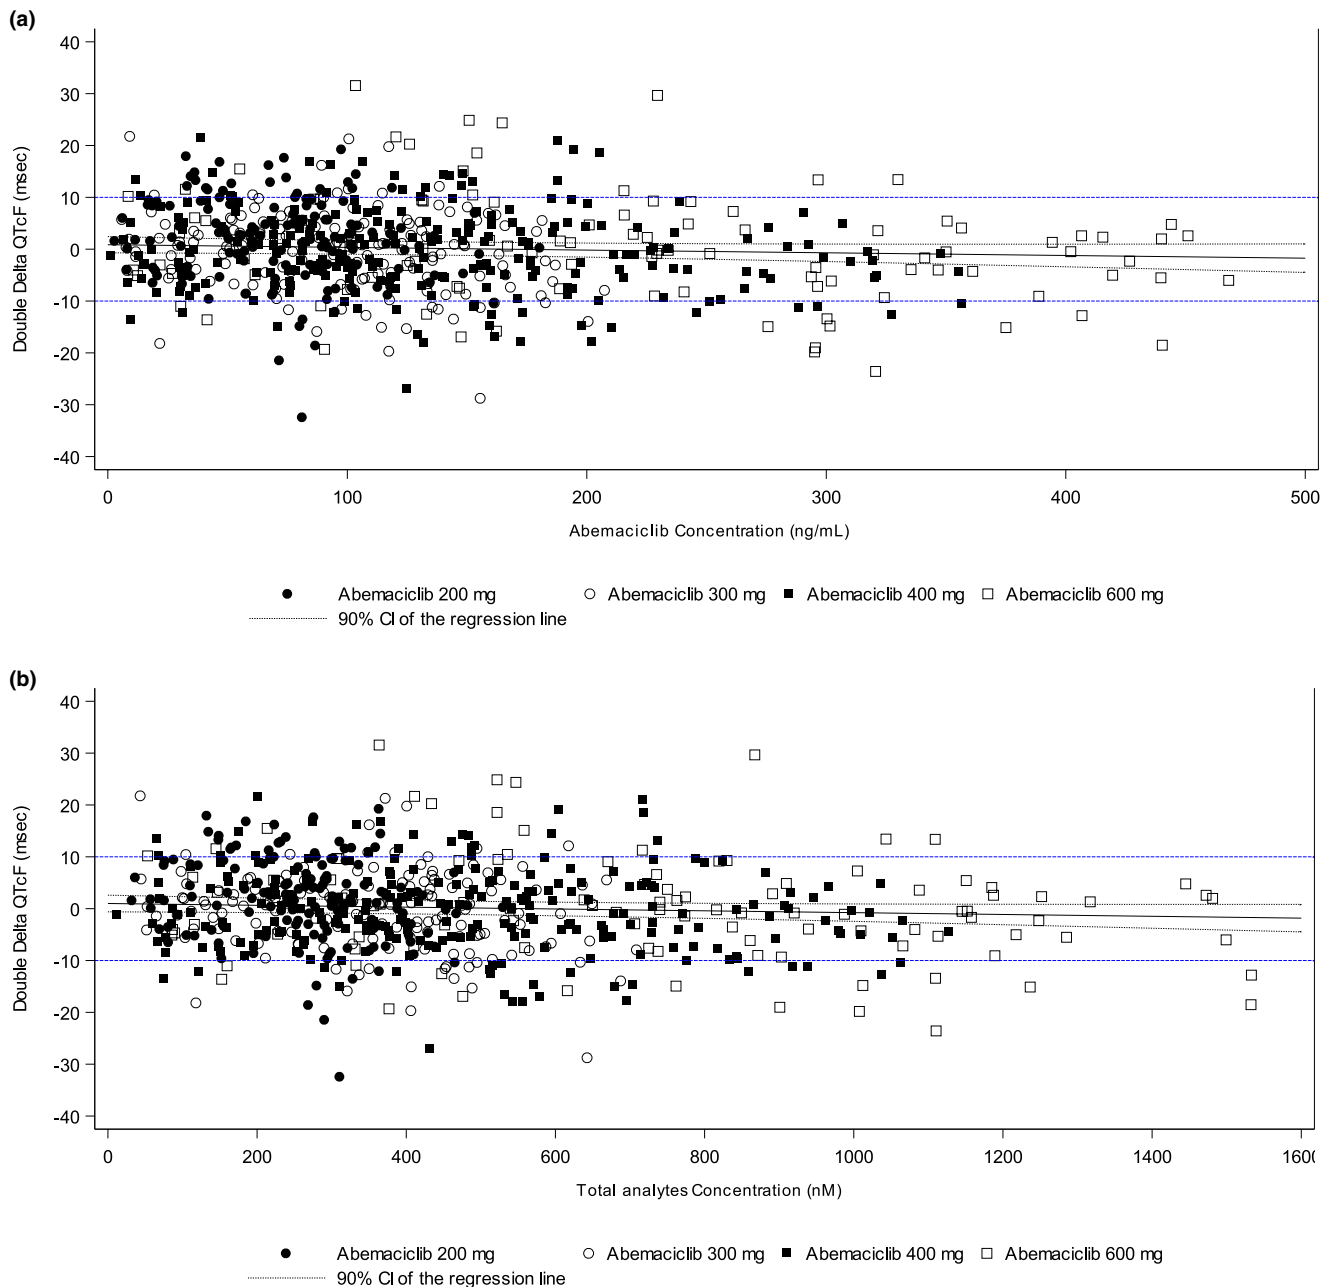 (a)
40
30
20
10
0
-10
-20
-30
-40
Double Delta QTcF (msec)
0 100 200 300 400 500
Abemaciclib Concentration (ng/mL)
Abemaciclib 200 mg Abemaciclib 300 mg Abemaciclib 400 mg Abemaciclib 600 mg
90% CI of the regression line
(b)
40
30
20
10
0
-10
-20
-30
-40
Double Delta QTcF (msec)
0 200 400 600 800 1000 1200 1400 1600
Total analytes Concentration (nM)
Abemaciclib 200 mg Abemaciclib 300 mg Abemaciclib 400 mg Abemaciclib 600 mg
90% CI of the regression line